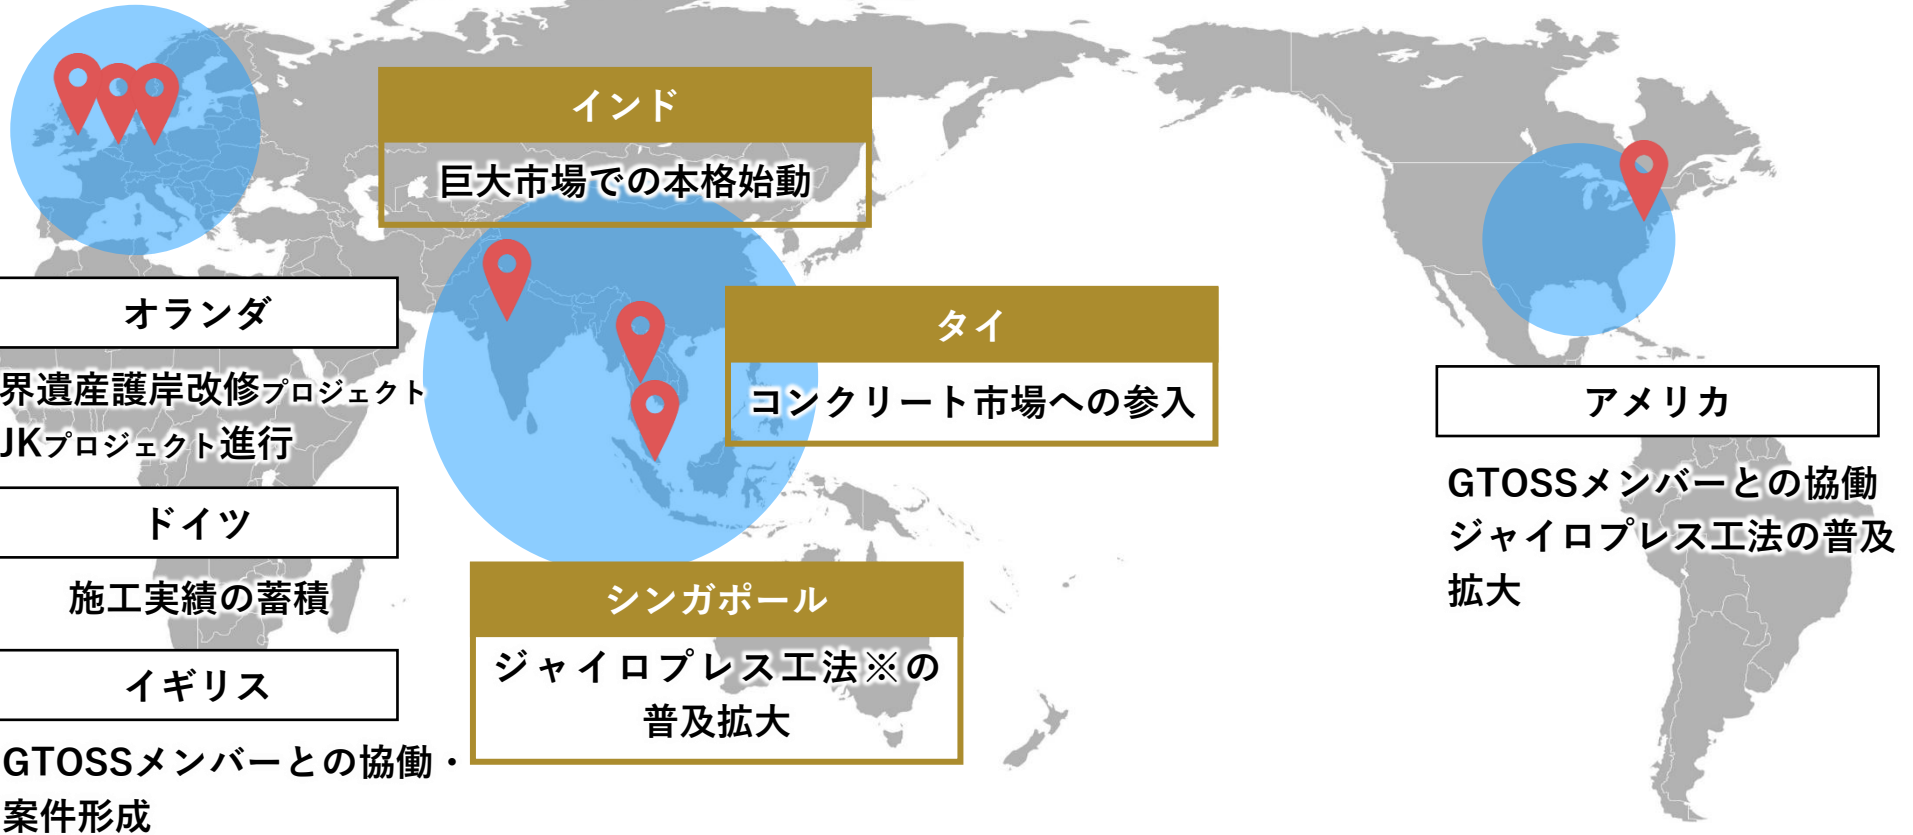 インド
巨大市場での本格始動
オランダ
界遺産護岸改修プロジェクト
JKプロジェクト進行
ドイツ
施工実績の蓄積
イギリス
GTOSSメンバーとの協働・
案件形成
タイ
コンクリート市場への参入
シンガポール
ジャイロプレス工法※の
普及拡大
アメリカ
GTOSSメンバーとの協働
ジャイロプレス工法の普及
拡大